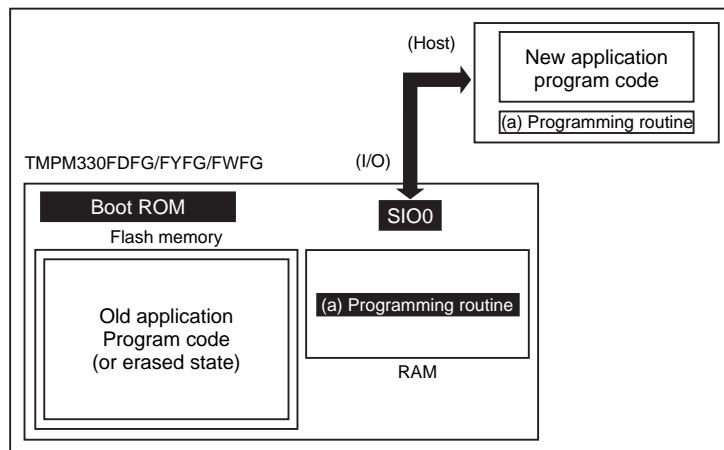 (Host)
New application
program code
(a) Programming routine
TMPM330FDFG/FYFG/FWFG
(I/O)
Boot ROM
SIO0
Flash memory
Old application
Program code
(or erased state)
(a) Programming routine
RAM